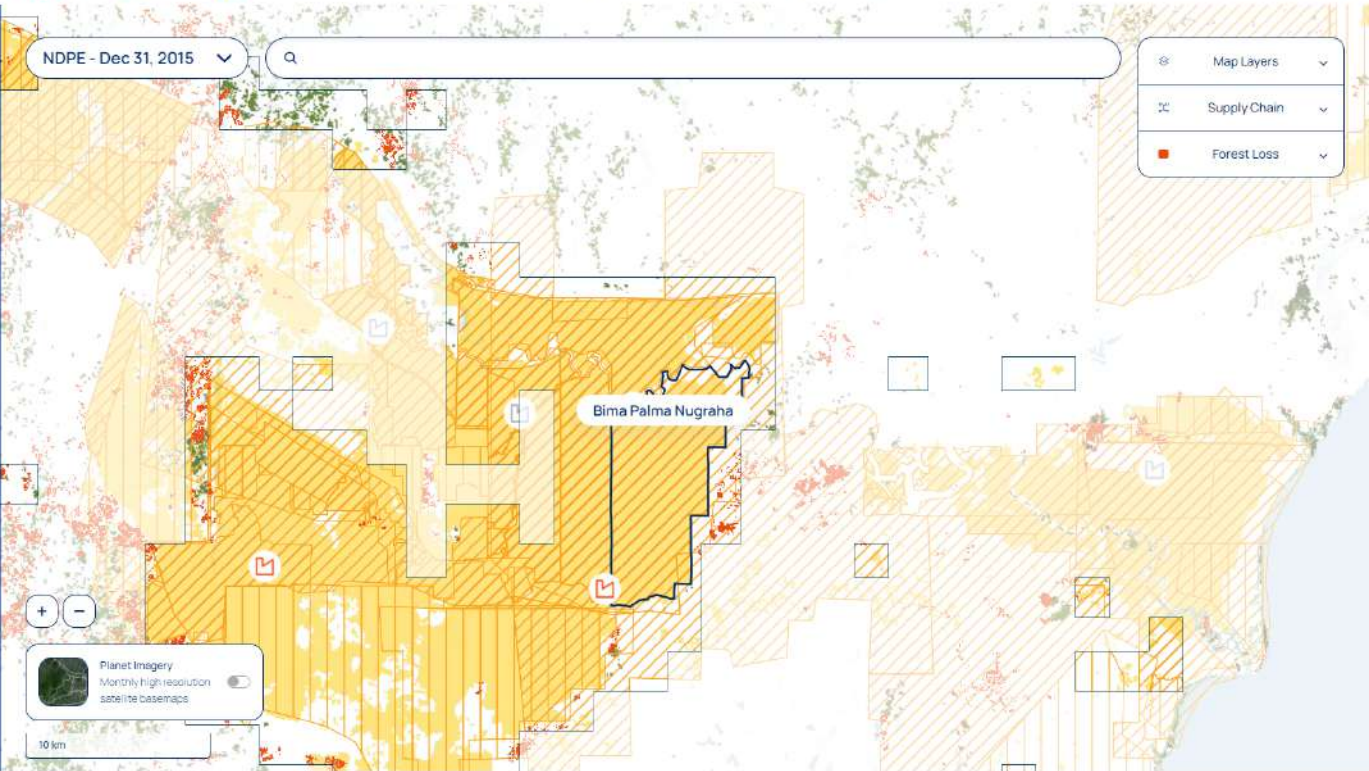 NDPE - Dec 31, 2015
Map Layers
Supply Chain
Forest Loss
Bima Palma Nugraha
+
−
Planet Imagery
Monthly high resolution
satellite basemaps
10 km